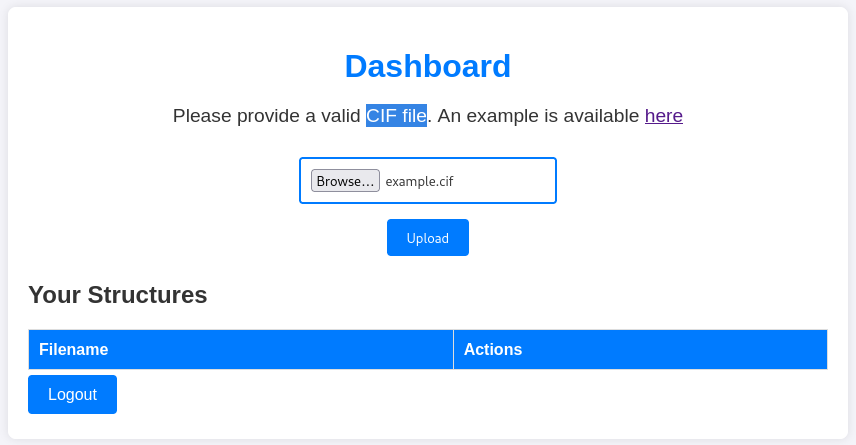 Dashboard
Please provide a valid CIF file. An example is available here
Browse... example.cif
Upload
Your Structures
Filename Actions
Logout